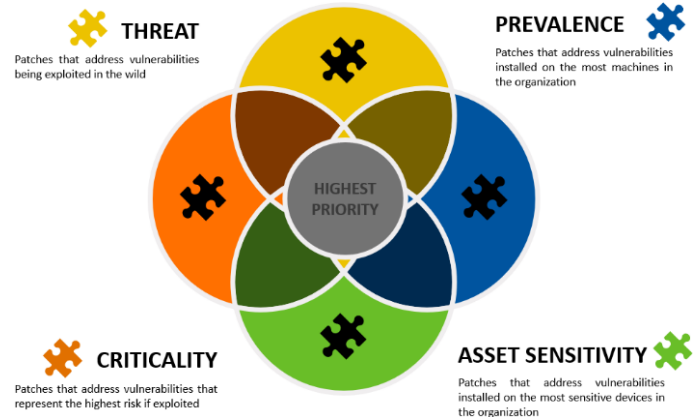 THREAT
Patches that address vulnerabilities
being exploited in the wild
PREVALENCE
Patches that address vulnerabilities
installed on the most machines in
the organization
HIGHEST
PRIORITY
CRITICALITY
Patches that address vulnerabilities that
represent the highest risk if exploited
ASSET SENSITIVITY
Patches that address vulnerabilities
installed on the most sensitive devices in
the organization